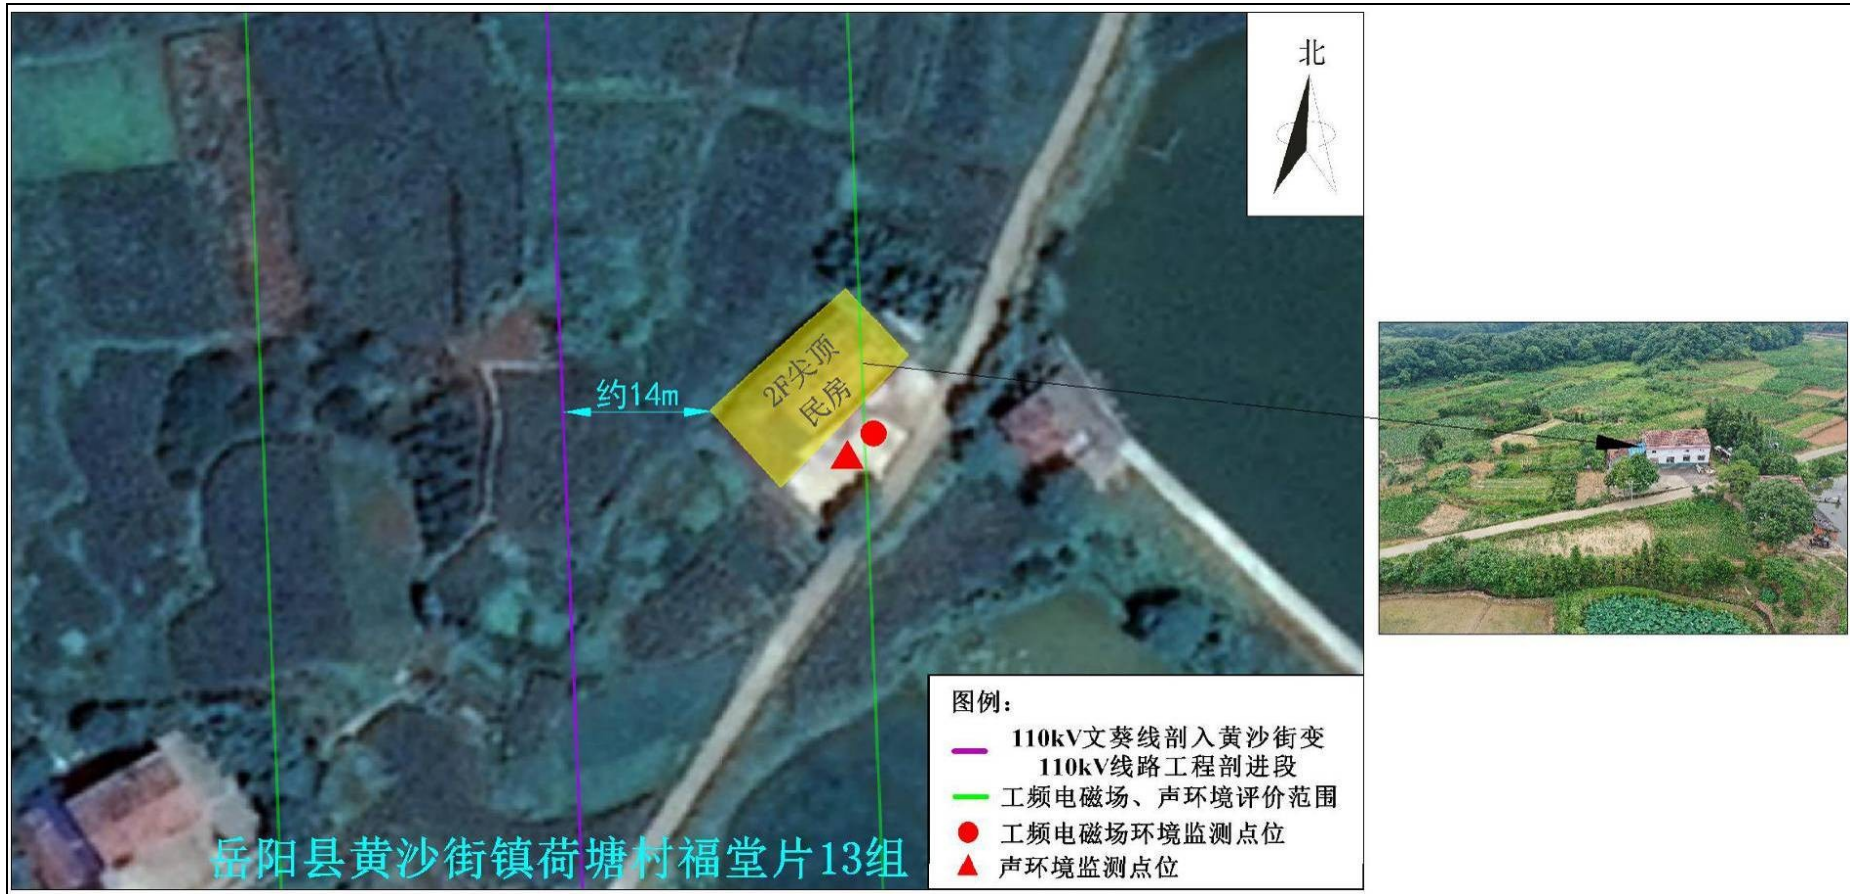 北
2F尖顶
民房
约14m
图例：
110kV文葵线剖入黄沙街变
110kV线路工程剖进段
工频电磁场、声环境评价范围
工频电磁场环境监测点位
声环境监测点位
岳阳县黄沙街镇荷塘村福堂片13组